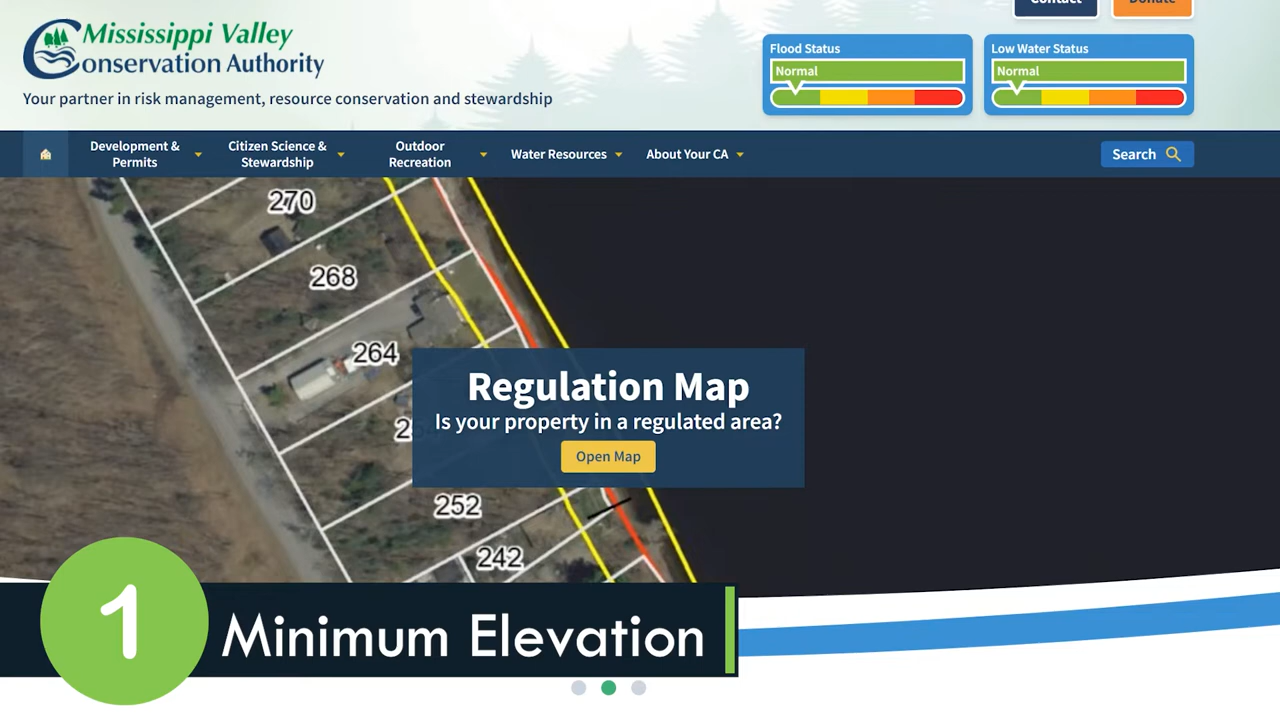 Contact
Donate
Mississippi Valley
Conservation Authority
Your partner in risk management, resource conservation and stewardship
Flood Status
Normal
Low Water Status
Normal
Development & Permits
Citizen Science & Stewardship
Outdoor Recreation
Water Resources
About Your CA
Search
270
268
264
Regulation Map
Is your property in a regulated area?
Open Map
252
242
1
Minimum Elevation